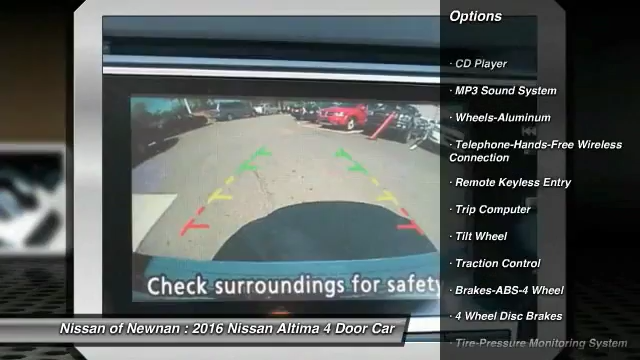 Options
· CD Player
· MP3 Sound System
· Wheels-Aluminum
· Telephone-Hands-Free Wireless
Connection
· Remote Keyless Entry
· Trip Computer
· Tilt Wheel
· Traction Control
· Brakes-ABS-4 Wheel
· 4 Wheel Disc Brakes
· Tire-Pressure Monitoring System
Check surroundings for safety
Nissan of Newnan : 2016 Nissan Altima 4 Door Car